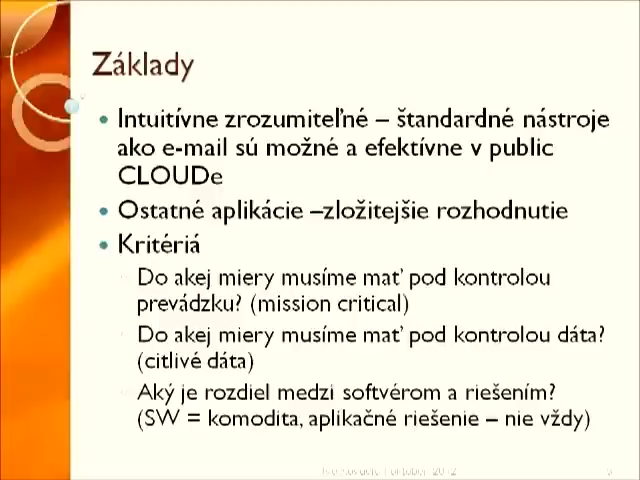 Základy
Intuitívne zrozumiteľné – štandardné nástroje
ako e-mail sú možné a efektívne v public
CLOUDe
Ostatné aplikácie –zložitejšie rozhodnutie
Kritériá
Do akej miery musíme mať pod kontrolou
prevádzku? (mission critical)
Do akej miery musíme mať pod kontrolou dáta?
(citlivé dáta)
Aký je rozdiel medzi softvérom a riešením?
(SW = komodita, aplikačné riešenie – nie vždy)
2012